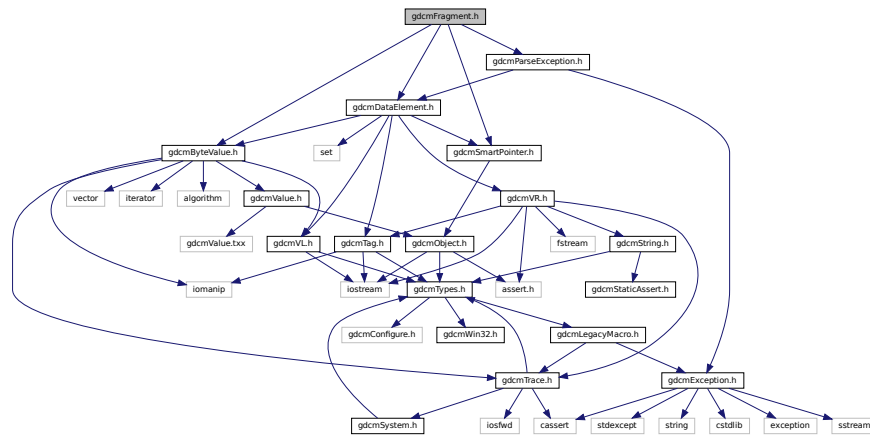 gdcmFragment.h
gdcmParseException.h
gdcmDataElement.h
gdcmByteValue.h
set
gdcmSmartPointer.h
vector
iterator
algorithm
gdcmValue.h
gdcmVR.h
gdcmValue.txx
gdcmVL.h
gdcmTag.h
gdcmObject.h
fstream
gdcmString.h
iomanip
iostream
gdcmTypes.h
assert.h
gdcmStaticAssert.h
gdcmConfigure.h
gdcmWin32.h
gdcmLegacyMacro.h
gdcmTrace.h
gdcmException.h
gdcmSystem.h
iosfwd
cassert
stdexcept
string
cstdlib
exception
sstream